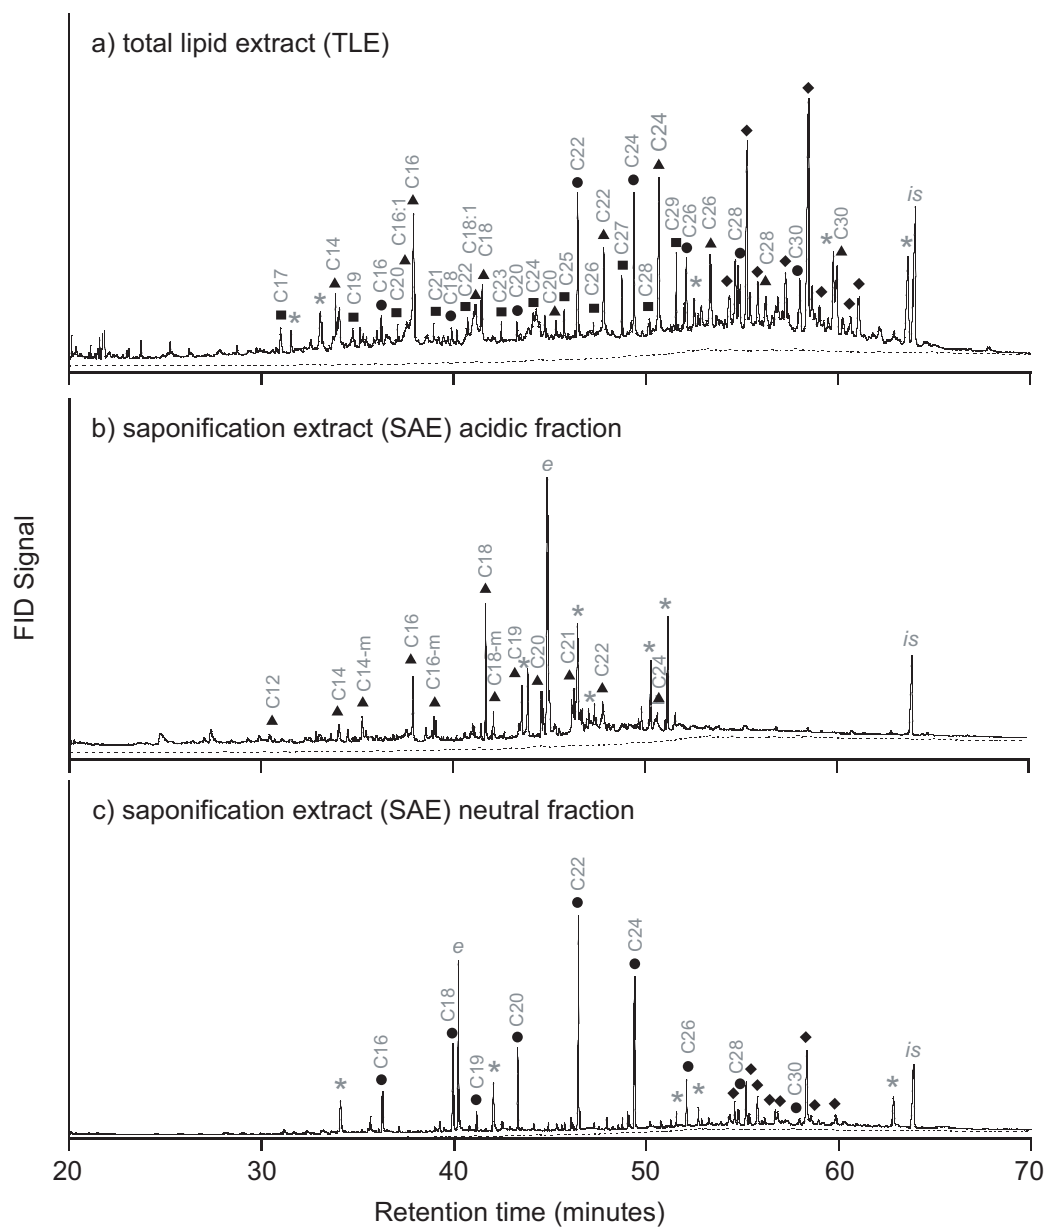 a) total lipid extract (TLE)
C17
*
*
C14
C19
C16
C20
C16:1
C16
C21
C18
C22
C18:1
C18
C23
C20
C24
C20
C25
C22
C26
C22
C27
C24
C28
C24
C29
C26
*
C26
C28
C28
C30
*
C30
*
is
b) saponification extract (SAE) acidic fraction
C12
C14
C14-m
C16
C16-m
C18
C18-m
C19
*
C20
e
C21
*
*
C22
*
C24
*
is
FID Signal
c) saponification extract (SAE) neutral fraction
*
C16
C18
e
C19
*
C20
C22
C24
*
C26
*
C28
C30
*
is
20 30 40 50 60 70
Retention time (minutes)